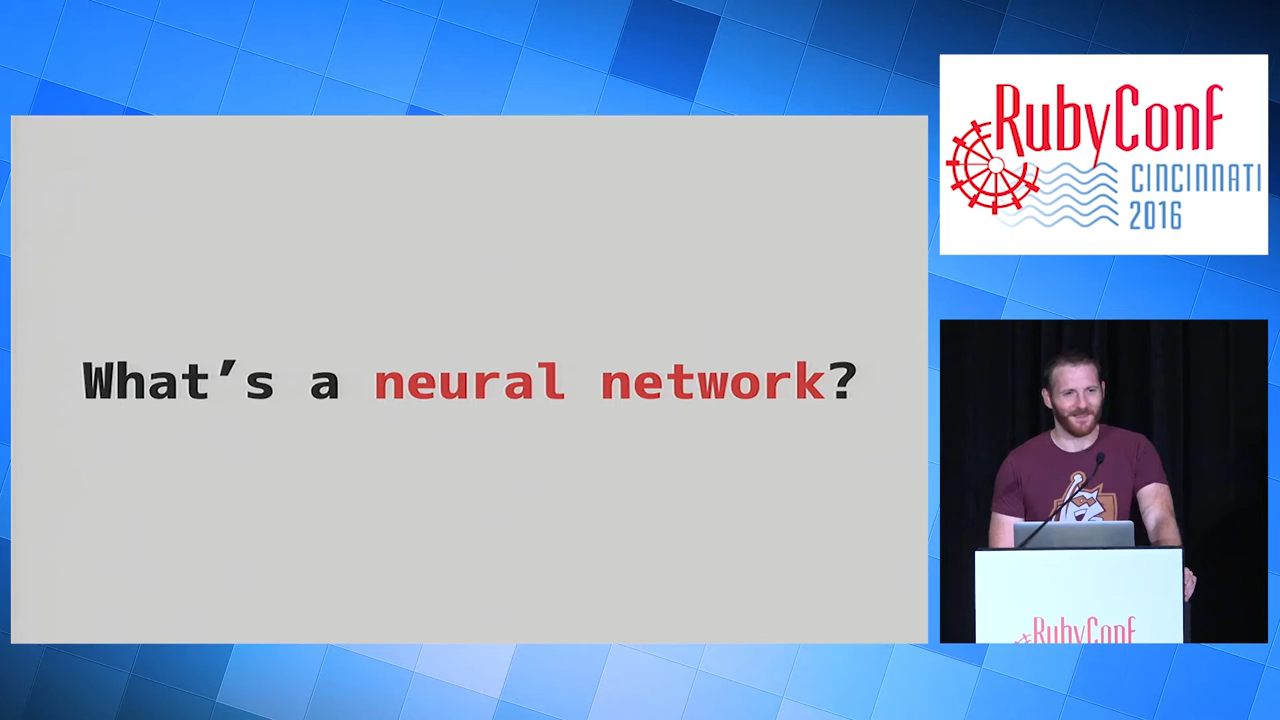 What's a neural network?
RubyConf
CINCINNATI
2016
RubyConf